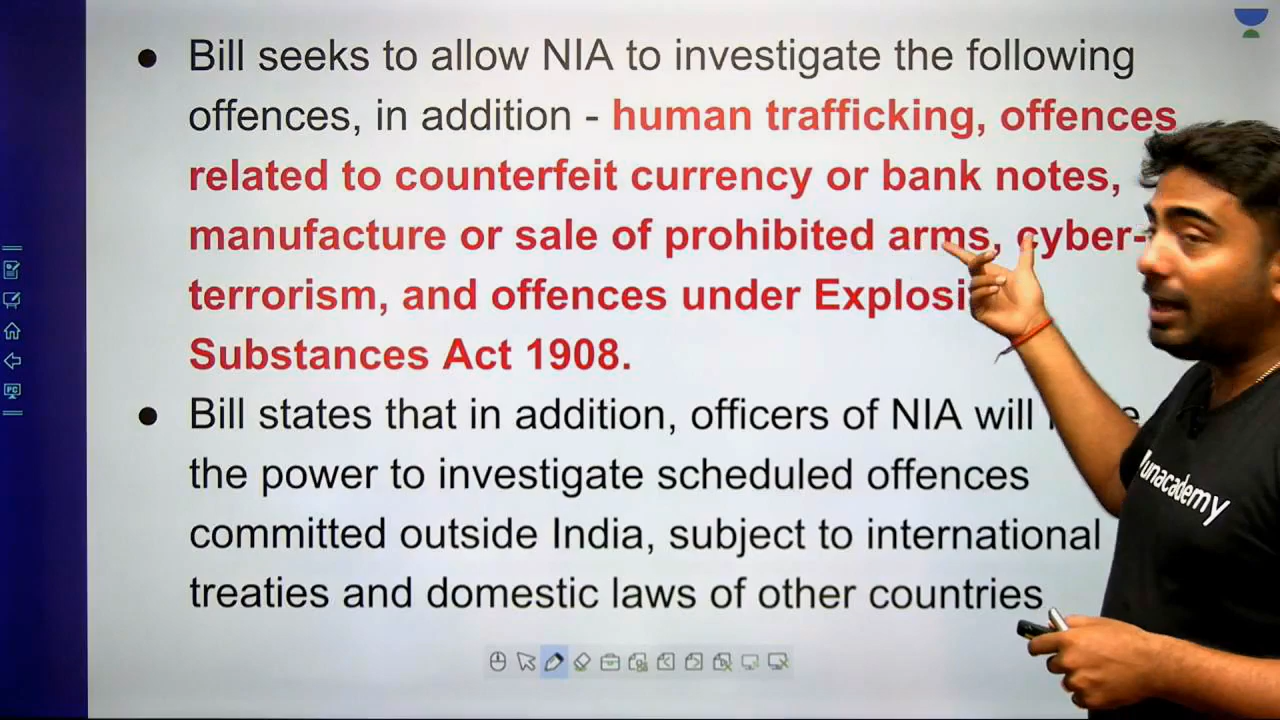 Bill seeks to allow NIA to investigate the following
offences, in addition - human trafficking, offences
related to counterfeit currency or bank notes,
manufacture or sale of prohibited arms, cyber-
terrorism, and offences under
Substances Act 1908.
Bill states that in addition, officers of NIA will
the power to investigate scheduled offences
committed outside India, subject to international
treaties and domestic laws of other countries
unacademy
PC